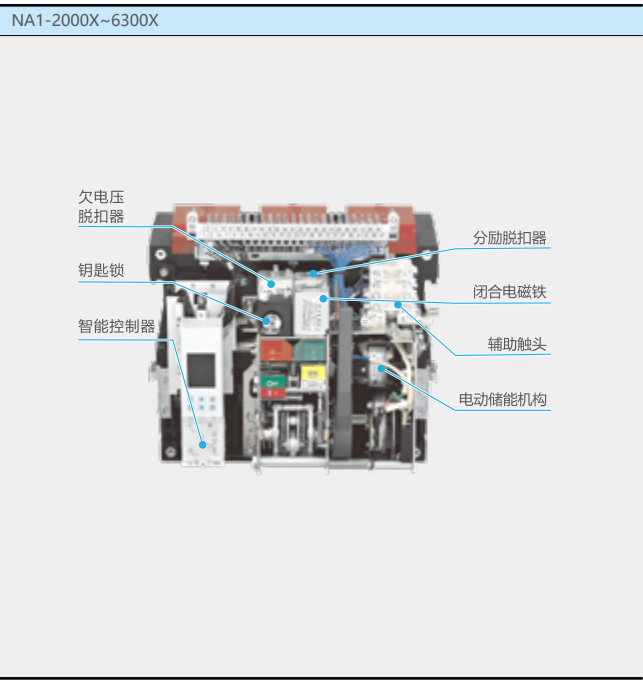 NA1-2000X~6300X
欠电压
脱扣器
分励脱扣器
钥匙锁
闭合电磁铁
智能控制器
辅助触头
电动储能机构